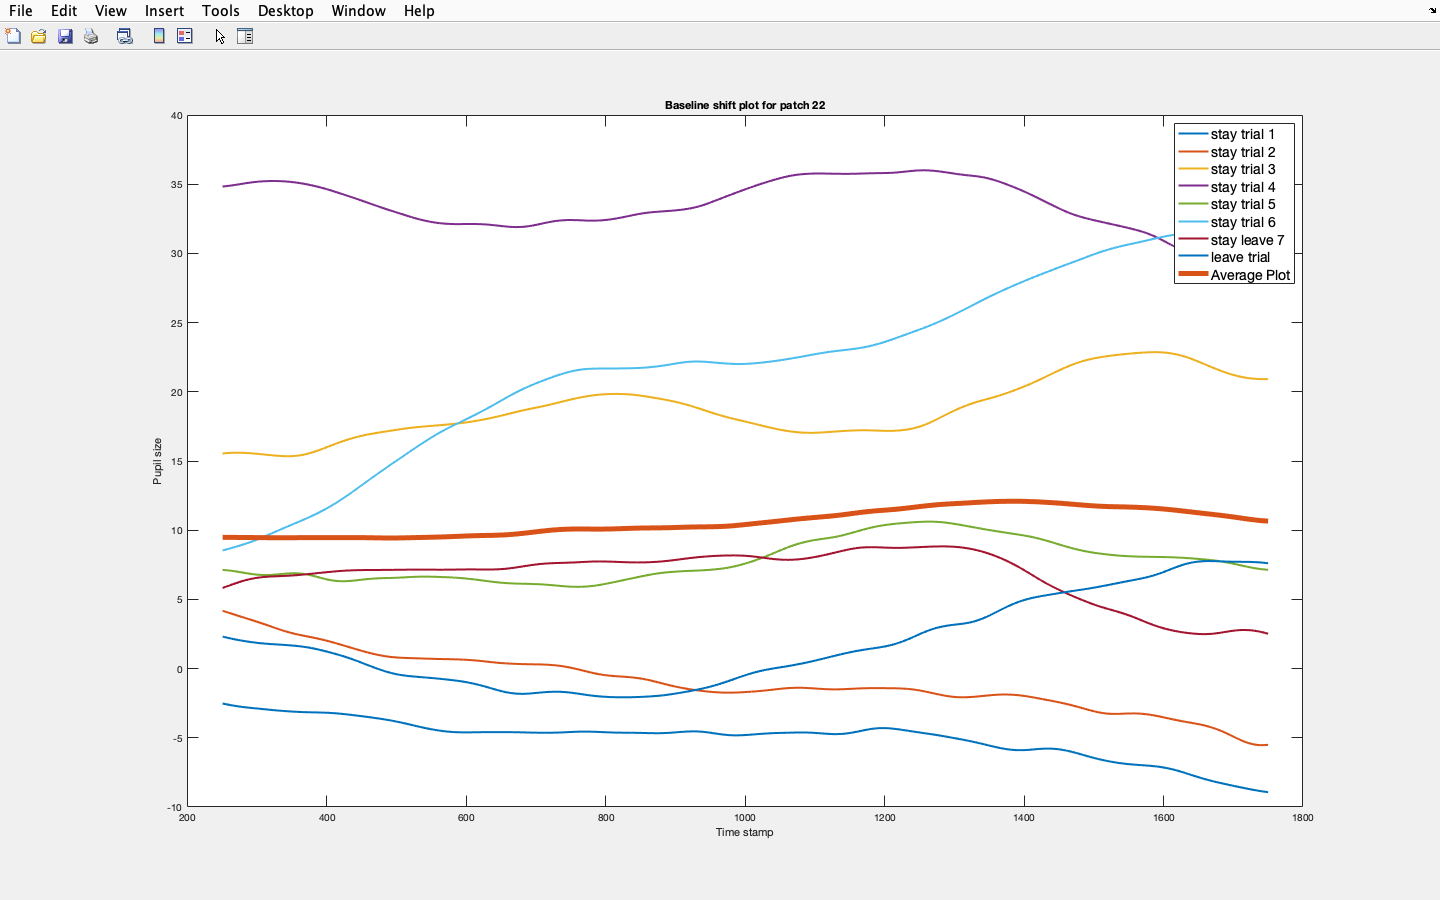 File Edit View Insert Tools Desktop Window Help
Baseline shift plot for patch 22
40
35
30
25
20
15
10
5
0
-5
-10
Pupil size
stay trial 1
stay trial 2
stay trial 3
stay trial 4
stay trial 5
stay trial 6
stay leave 7
leave trial
Average Plot
200 400 600 800 1000 1200 1400 1600 1800
Time stamp